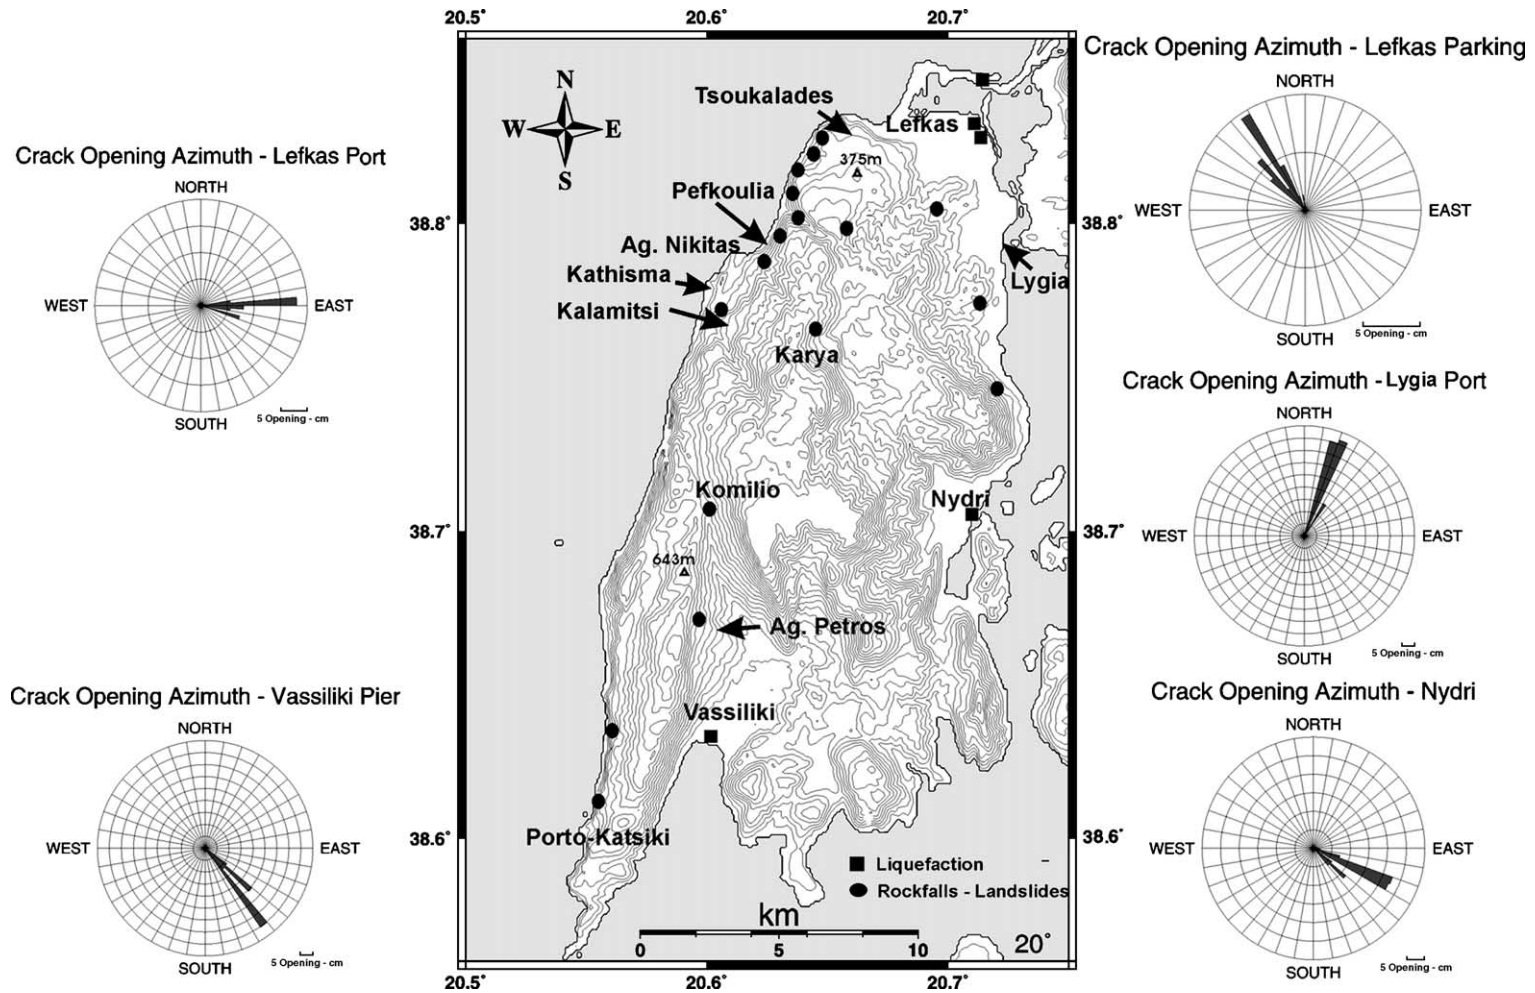 20.5°
20.6°
20.7°
Crack Opening Azimuth - Lefkas Parking
NORTH
WEST
EAST
SOUTH
5 Opening - cm
N
W
E
S
Tsoukalades
Lefkas
375m
Pefkoulia
Ag. Nikitas
Kathisma
Kalamitsi
Karya
Lygia
38.8°
38.8°
Crack Opening Azimuth - Lefkas Port
NORTH
WEST
EAST
SOUTH
5 Opening - cm
Crack Opening Azimuth -Lygia Port
NORTH
WEST
EAST
SOUTH
5 Opening - cm
Komilio
Nydri
38.7°
38.7°
643m
Ag. Petros
Vassiliki
Crack Opening Azimuth - Vassiliki Pier
NORTH
WEST
EAST
SOUTH
5 Opening - cm
Crack Opening Azimuth - Nydri
NORTH
WEST
EAST
SOUTH
5 Opening - cm
Porto-Katsiki
38.6°
38.6°
Liquefaction
Rockfalls - Landslides
km
0
5
10
20°
20.5°
20.6°
20.7°